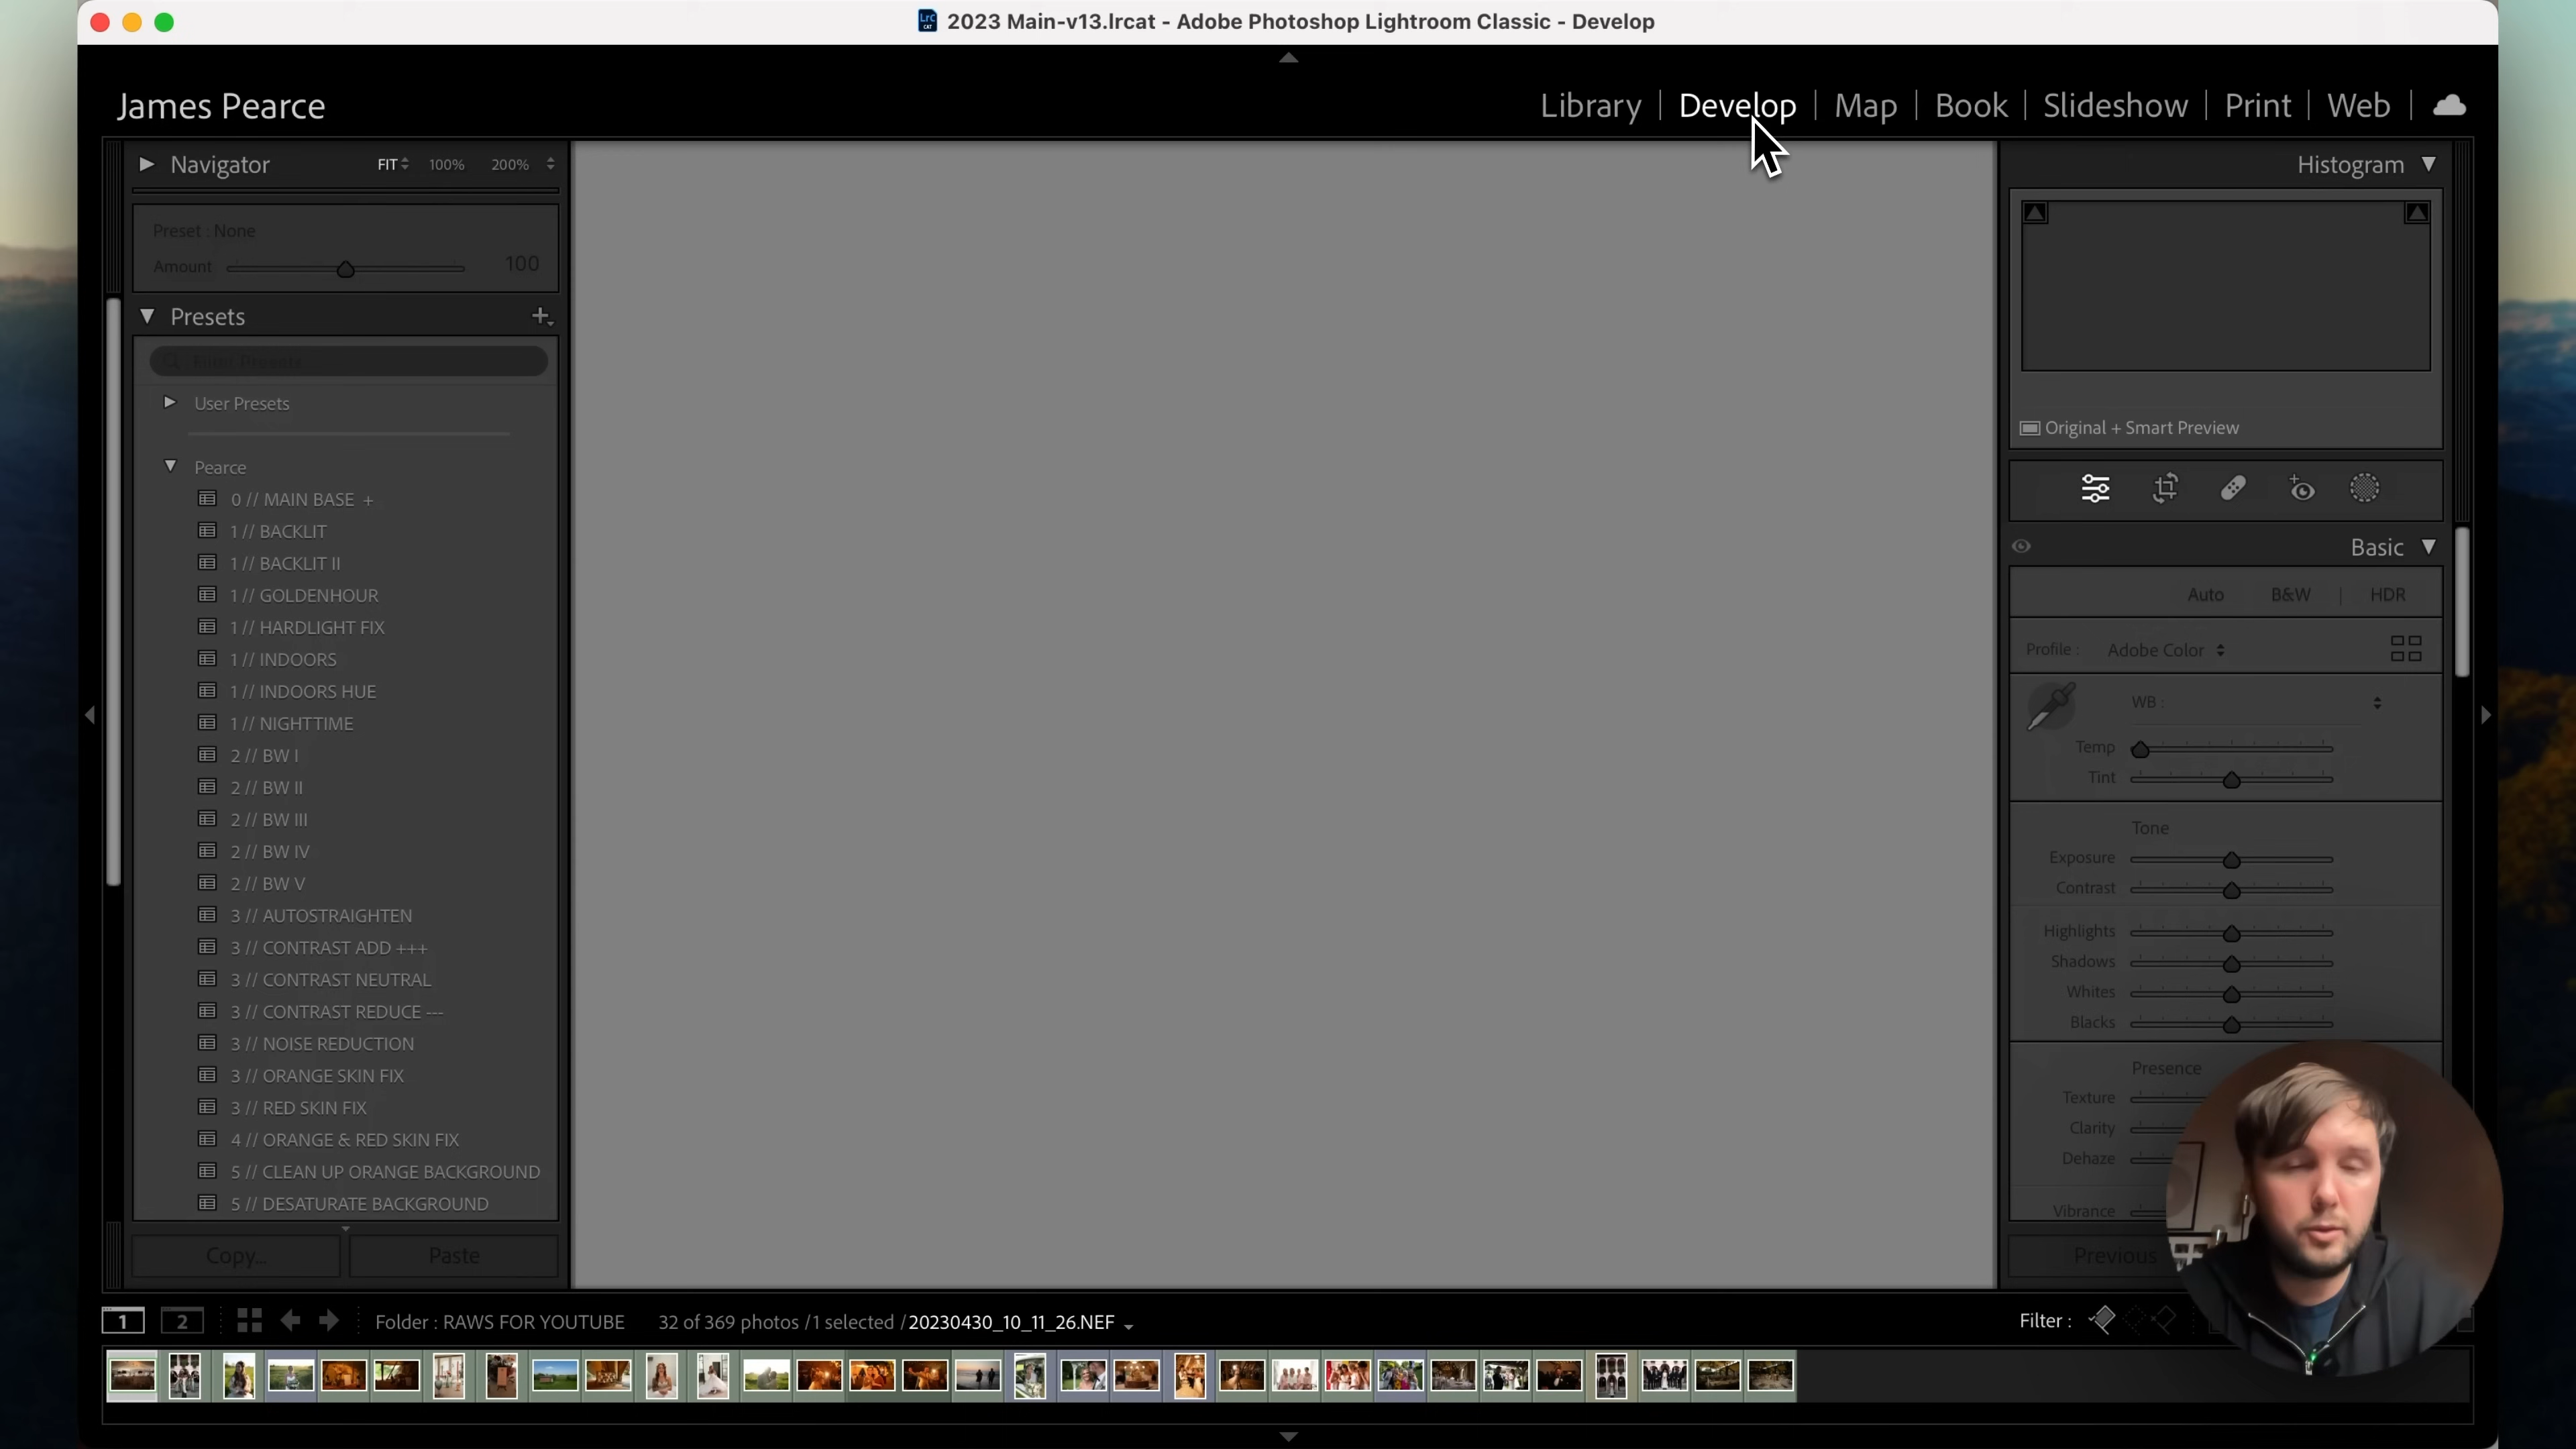 2023 Main-v13.lrcat - Adobe Photoshop Lightroom Classic - Develop
James Pearce
Library | Develop | Map | Book | Slideshow | Print | Web
Navigator FIT 100% 200%
Preset : None
Amount 100
Presets
Filter Presets
User Presets
Pearce
0 // MAIN BASE +
1 // BACKLIT
1 // BACKLIT II
1 // GOLDENHOUR
1 // HARDLIGHT FIX
1 // INDOORS
1 // INDOORS HUE
1 // NIGHTTIME
2 // BW I
2 // BW II
2 // BW III
2 // BW IV
2 // BW V
3 // AUTOSTRAIGHTEN
3 // CONTRAST ADD +++
3 // CONTRAST NEUTRAL
3 // CONTRAST REDUCE ---
3 // NOISE REDUCTION
3 // ORANGE SKIN FIX
3 // RED SKIN FIX
4 // ORANGE & RED SKIN FIX
5 // CLEAN UP ORANGE BACKGROUND
5 // DESATURATE BACKGROUND
Copy... Paste
Histogram
Original + Smart Preview
Basic
Auto B&W | HDR
Profile : Adobe Color
WB :
Temp
Tint
Tone
Exposure
Contrast
Highlights
Shadows
Whites
Blacks
Presence
Texture
Clarity
Dehaze
Vibrance
Previous
1 2 Folder : RAWS FOR YOUTUBE 32 of 369 photos /1 selected /20230430_10_11_26.NEF Filter :